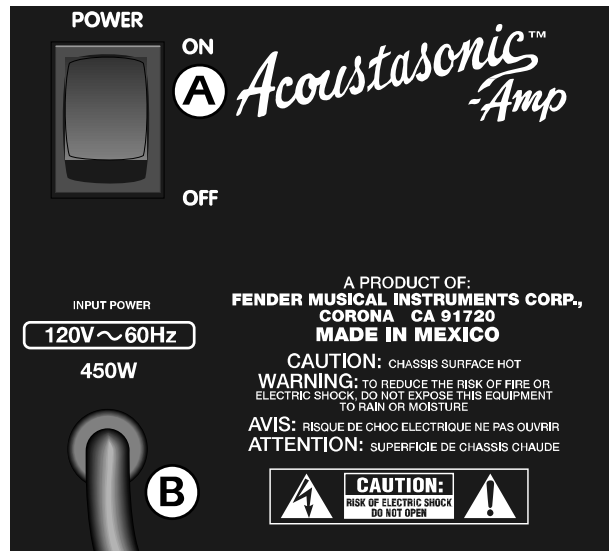 POWER
ON
A
OFF
Acoustasonic™
-Amp
INPUT POWER
120V～60Hz
450W
B
A PRODUCT OF:
FENDER MUSICAL INSTRUMENTS CORP.,
CORONA CA 91720
MADE IN MEXICO
CAUTION: CHASSIS SURFACE HOT
WARNING: TO REDUCE THE RISK OF FIRE OR
ELECTRIC SHOCK, DO NOT EXPOSE THIS EQUIPMENT
TO RAIN OR MOISTURE
AVIS: RISQUE DE CHOC ELECTRIQUE NE PAS OUVRIR
ATTENTION: SUPERFICIE DE CHASSIS CHAUDE
CAUTION:
RISK OF ELECTRIC SHOCK
DO NOT OPEN